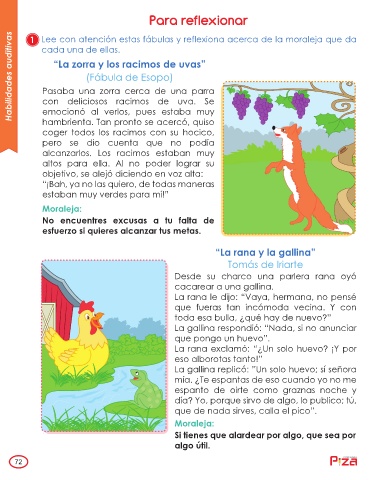 Para reflexionar
Habilidades auditivas
1 Lee con atención estas fábulas y reflexiona acerca de la moraleja que da
cada una de ellas.
“La zorra y los racimos de uvas”
(Fábula de Esopo)
Pasaba una zorra cerca de una parra
con deliciosos racimos de uva. Se
emocionó al verlos, pues estaba muy
hambrienta. Tan pronto se acercó, quiso
coger todos los racimos con su hocico,
pero se dio cuenta que no podía
alcanzarlos. Los racimos estaban muy
altos para ella. Al no poder lograr su
objetivo, se alejó diciendo en voz alta:
“¡Bah, ya no las quiero, de todas maneras
estaban muy verdes para mí!”
Moraleja:
No encuentres excusas a tu falta de
esfuerzo si quieres alcanzar tus metas.
“La rana y la gallina”
Tomás de Iriarte
Desde su charco una parlera rana oyó
cacarear a una gallina.
La rana le dijo: “Vaya, hermana, no pensé
que fueras tan incómoda vecina. Y con
toda esa bulla, ¿qué hay de nuevo?”
La gallina respondió: “Nada, si no anunciar
que pongo un huevo”.
La rana exclamó: “¿Un solo huevo? ¡Y por
eso alborotas tanto!”
La gallina replicó: “Un solo huevo; sí señora
mía. ¿Te espantas de eso cuando yo no me
espanto de oírte como graznas noche y
día? Yo, porque sirvo de algo, lo publico; tú,
que de nada sirves, calla el pico”.
Moraleja:
Si tienes que alardear por algo, que sea por
algo útil.
72
Piza